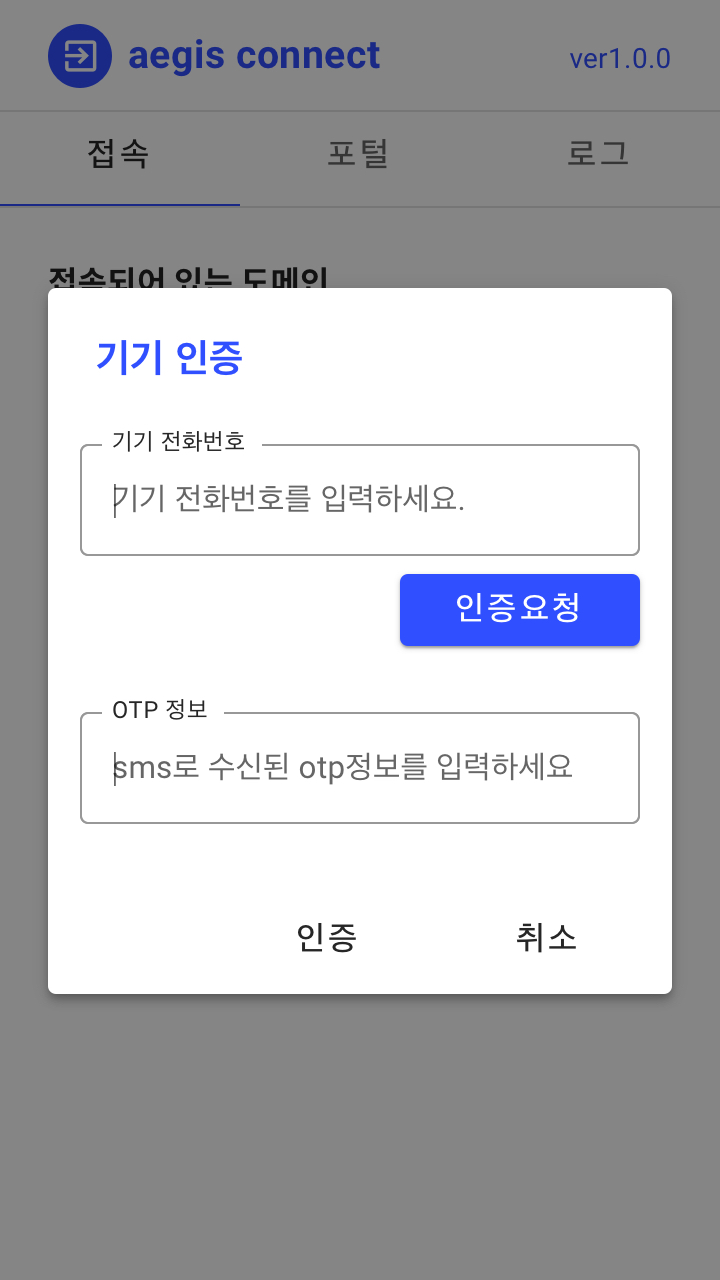 aegis connect
ver1.0.0
접속 포털 로그
접속되어 있는 도메인
기기 인증
기기 전화번호
기기 전화번호를 입력하세요.
인증요청
OTP 정보
sms로 수신된 otp정보를 입력하세요
인증 취소